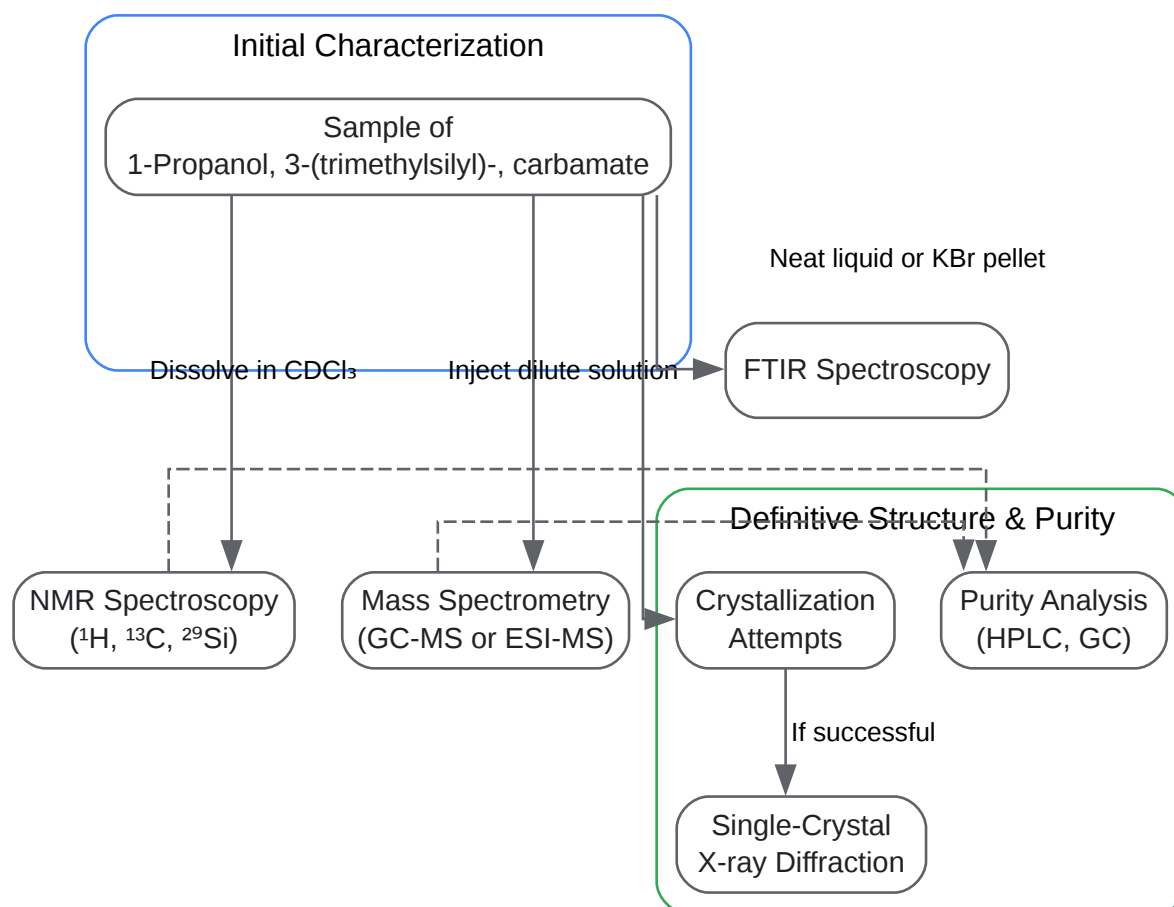 Initial Characterization
Sample of
1-Propanol, 3-(trimethylsilyl)-, carbamate
Neat liquid or KBr pellet
Dissolve in CDCl₃
Inject dilute solution
FTIR Spectroscopy
Definitive Structure & Purity
NMR Spectroscopy
(¹H, ¹³C, ²⁹Si)
Mass Spectrometry
(GC-MS or ESI-MS)
Crystallization
Attempts
Purity Analysis
(HPLC, GC)
If successful
Single-Crystal
X-ray Diffraction